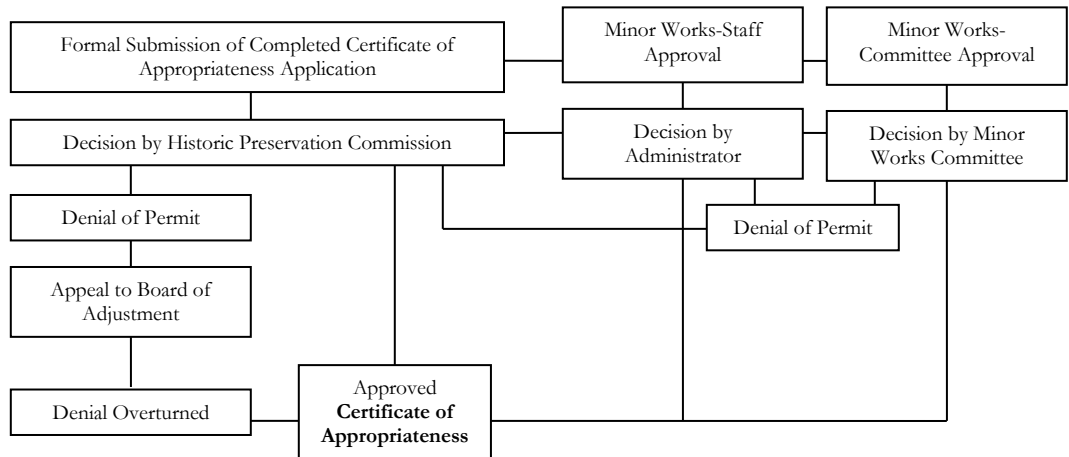 Formal Submission of Completed Certificate of
Appropriateness Application
Minor Works-Staff
Approval
Minor Works-
Committee Approval
Decision by Historic Preservation Commission
Decision by
Administrator
Decision by Minor
Works Committee
Denial of Permit
Denial of Permit
Appeal to Board of
Adjustment
Denial Overturned
Approved
Certificate of
Appropriateness